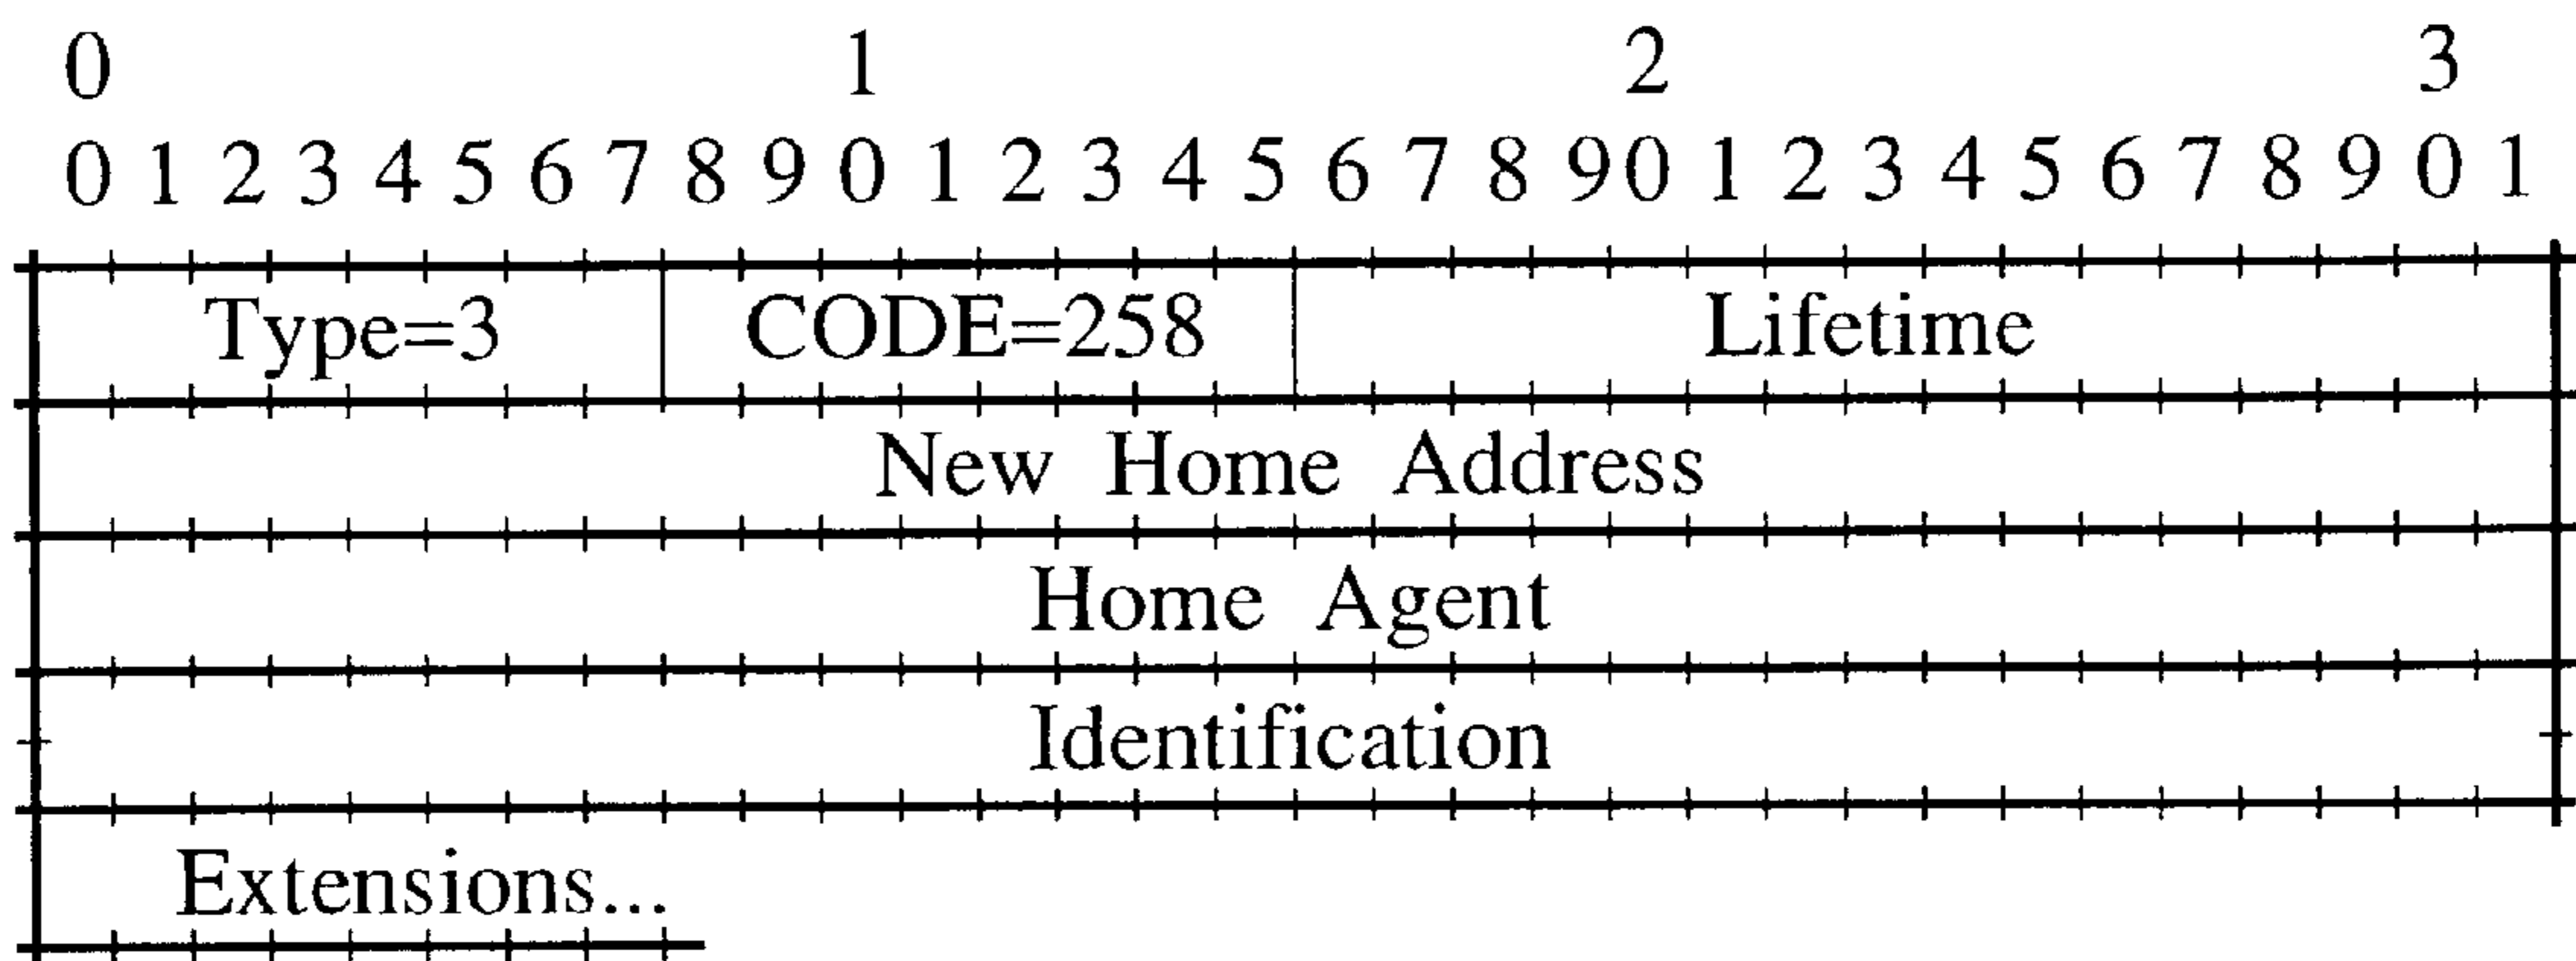 0 1 2 3
0 1 2 3 4 5 6 7 8 9 0 1 2 3 4 5 6 7 8 9 0 1 2 3 4 5 6 7 8 9 0 1
Type=3 CODE=258 Lifetime
New Home Address
Home Agent
Identification
Extensions...